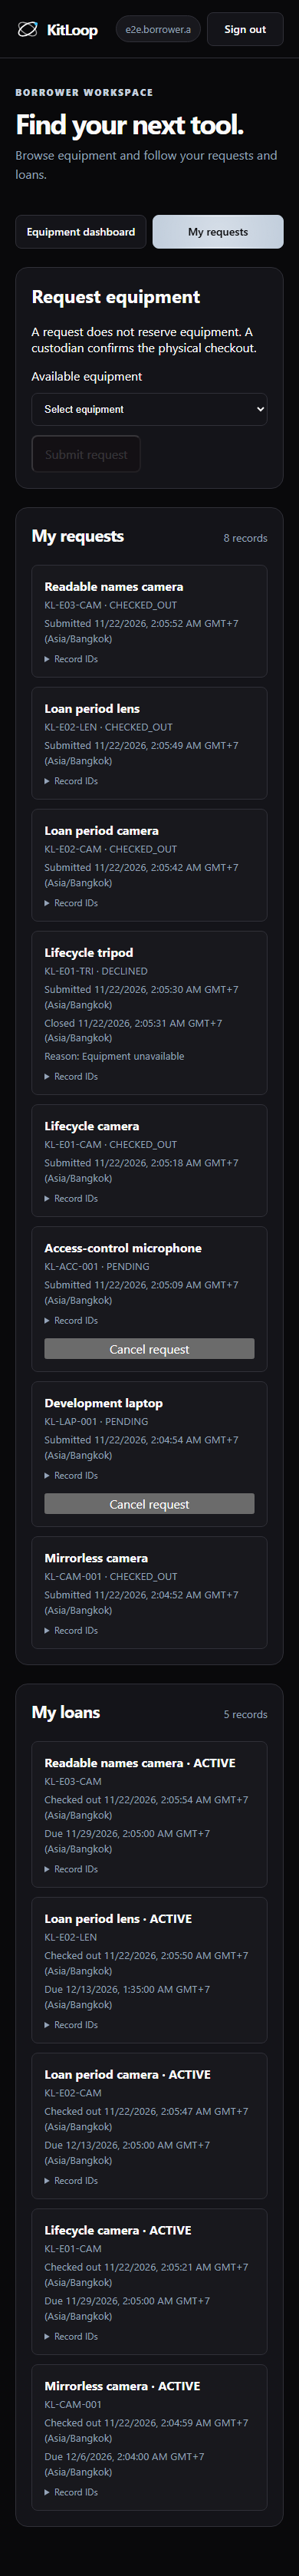 KitLoop
e2e.borrower.a
Sign out
BORROWER WORKSPACE
Find your next tool.
Browse equipment and follow your requests and
loans.
Equipment dashboard
My requests
Request equipment
A request does not reserve equipment. A
custodian confirms the physical checkout.
Available equipment
Select equipment
Submit request
My requests
8 records
Readable names camera
KL-E03-CAM · CHECKED_OUT
Submitted 11/22/2026, 2:05:52 AM GMT+7
(Asia/Bangkok)
Record IDs
Loan period lens
KL-E02-LEN · CHECKED_OUT
Submitted 11/22/2026, 2:05:49 AM GMT+7
(Asia/Bangkok)
Record IDs
Loan period camera
KL-E02-CAM · CHECKED_OUT
Submitted 11/22/2026, 2:05:42 AM GMT+7
(Asia/Bangkok)
Record IDs
Lifecycle tripod
KL-E01-TRI · DECLINED
Submitted 11/22/2026, 2:05:30 AM GMT+7
(Asia/Bangkok)
Closed 11/22/2026, 2:05:31 AM GMT+7
(Asia/Bangkok)
Reason: Equipment unavailable
Record IDs
Lifecycle camera
KL-E01-CAM · CHECKED_OUT
Submitted 11/22/2026, 2:05:18 AM GMT+7
(Asia/Bangkok)
Record IDs
Access-control microphone
KL-ACC-001 · PENDING
Submitted 11/22/2026, 2:05:09 AM GMT+7
(Asia/Bangkok)
Record IDs
Cancel request
Development laptop
KL-LAP-001 · PENDING
Submitted 11/22/2026, 2:04:54 AM GMT+7
(Asia/Bangkok)
Record IDs
Cancel request
Mirrorless camera
KL-CAM-001 · CHECKED_OUT
Submitted 11/22/2026, 2:04:52 AM GMT+7
(Asia/Bangkok)
Record IDs
My loans
5 records
Readable names camera · ACTIVE
KL-E03-CAM
Checked out 11/22/2026, 2:05:54 AM GMT+7
(Asia/Bangkok)
Due 11/29/2026, 2:05:00 AM GMT+7
(Asia/Bangkok)
Record IDs
Loan period lens · ACTIVE
KL-E02-LEN
Checked out 11/22/2026, 2:05:50 AM GMT+7
(Asia/Bangkok)
Due 12/13/2026, 1:35:00 AM GMT+7
(Asia/Bangkok)
Record IDs
Loan period camera · ACTIVE
KL-E02-CAM
Checked out 11/22/2026, 2:05:47 AM GMT+7
(Asia/Bangkok)
Due 12/13/2026, 2:05:00 AM GMT+7
(Asia/Bangkok)
Record IDs
Lifecycle camera · ACTIVE
KL-E01-CAM
Checked out 11/22/2026, 2:05:21 AM GMT+7
(Asia/Bangkok)
Due 11/29/2026, 2:05:00 AM GMT+7
(Asia/Bangkok)
Record IDs
Mirrorless camera · ACTIVE
KL-CAM-001
Checked out 11/22/2026, 2:04:59 AM GMT+7
(Asia/Bangkok)
Due 12/6/2026, 2:04:00 AM GMT+7
(Asia/Bangkok)
Record IDs